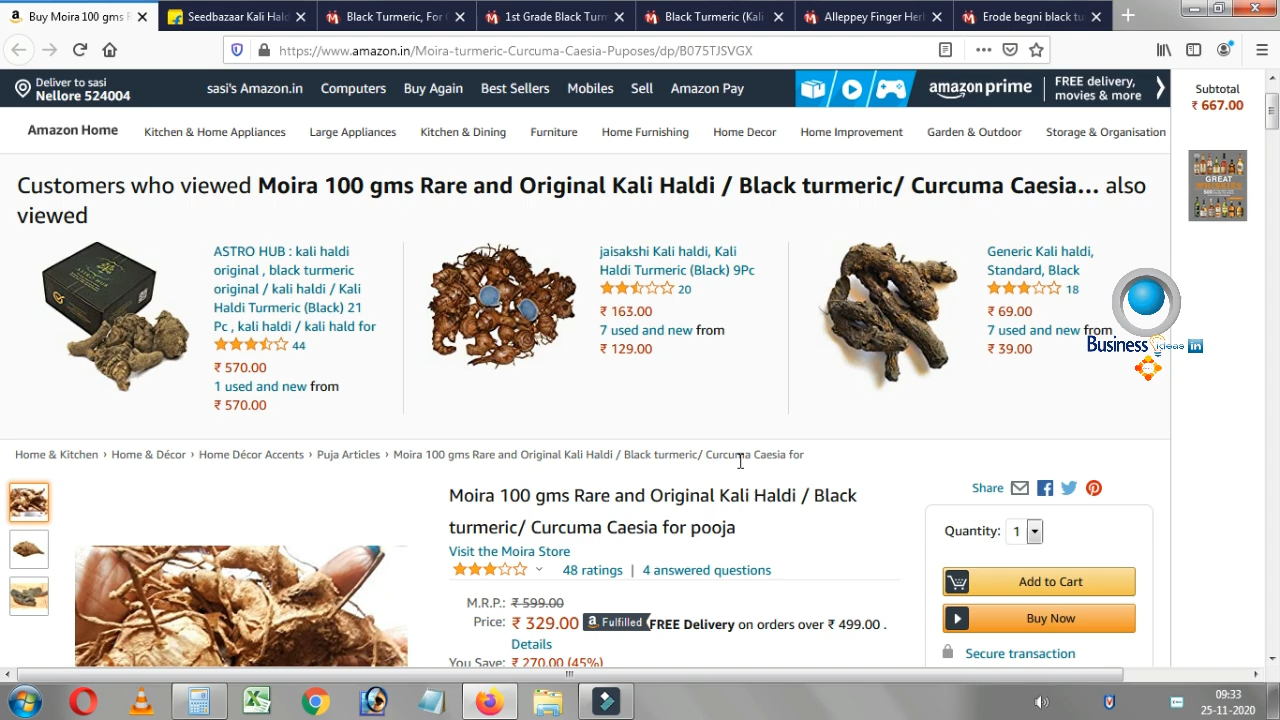 Buy Moira 100 gms R
Seedbazaar Kali Hald
Black Turmeric, For
1st Grade Black Turm
Black Turmeric (Kali
Alleppey Finger Her
Erode begni black tu
https://www.amazon.in/Moira-turmeric-Curcuma-Caesia-Puposes/dp/B075TJSVGX
Deliver to sasi
Nellore 524004
sasi's Amazon.in Computers Buy Again Best Sellers Mobiles Sell Amazon Pay
amazon prime
FREE delivery,
movies & more
Subtotal
₹ 667.00
Amazon Home Kitchen & Home Appliances Large Appliances Kitchen & Dining Furniture Home Furnishing Home Decor Home Improvement Garden & Outdoor Storage & Organisation
Customers who viewed Moira 100 gms Rare and Original Kali Haldi / Black turmeric/ Curcuma Caesia... also
viewed
ASTRO HUB : kali haldi
original , black turmeric
original / kali haldi / Kali
Haldi Turmeric (Black) 21
Pc , kali haldi / kali hald for
44
₹ 570.00
1 used and new from
₹ 570.00
jaisakshi Kali haldi, Kali
Haldi Turmeric (Black) 9Pc
20
₹ 163.00
7 used and new from
₹ 129.00
Generic Kali haldi,
Standard, Black
18
₹ 69.00
7 used and new from
₹ 39.00
GREAT
Business ideas in
Home & Kitchen › Home & Décor › Home Décor Accents › Puja Articles › Moira 100 gms Rare and Original Kali Haldi / Black turmeric/ Curcuma Caesia for
Share
Moira 100 gms Rare and Original Kali Haldi / Black
turmeric/ Curcuma Caesia for pooja
Visit the Moira Store
48 ratings | 4 answered questions
M.R.P.: ₹ 599.00
Price: ₹ 329.00 Fulfilled FREE Delivery on orders over ₹ 499.00 .
Details
You Save: ₹ 270.00 (45%)
Quantity: 1
Add to Cart
Buy Now
Secure transaction
09:33
25-11-2020